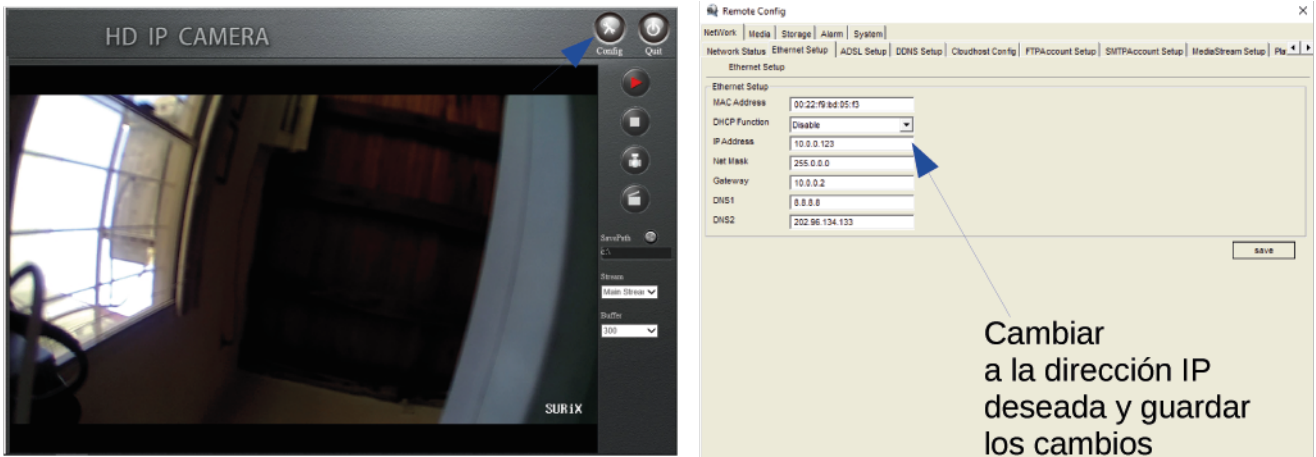 HD IP CAMERA
Config Quit
SavePath
c:\
Stream
Main Strear
Buffer
300
SURiX
Remote Config
NetWork Media Storage Alarm System
Network Status Ethernet Setup ADSL Setup DDNS Setup Cloudhost Config FTPAccount Setup SMTPAccount Setup MediaStream Setup
Ethernet Setup
Ethernet Setup
MAC Address 00:22:f9:bd:05:f3
DHCP Function Disable
IP Address 10.0.0.123
Net Mask 255.0.0.0
Gateway 10.0.0.2
DNS1 8.8.8.8
DNS2 202.96.134.133
save
Cambiar
a la dirección IP
deseada y guardar
los cambios